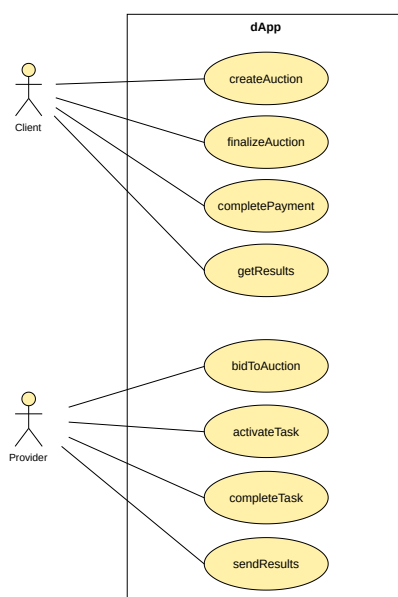 dApp
createAuction
Client
finalizeAuction
completePayment
getResults
bidToAuction
activateTask
Provider
completeTask
sendResults